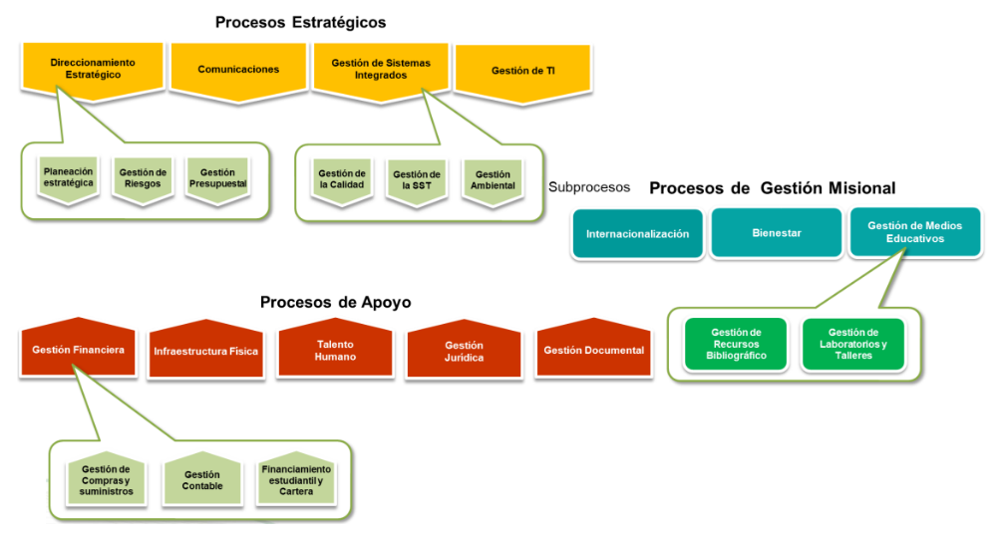 Procesos Estratégicos
Direccionamiento
Estratégico
Comunicaciones
Gestión de Sistemas
Integrados
Gestión de TI
Planeación
estratégica
Gestión de
Riesgos
Gestión
Presupuestal
Gestión de
la Calidad
Gestión de
la SST
Gestión
Ambiental
Subprocesos
Procesos de Gestión Misional
Internacionalización
Bienestar
Gestión de Medios
Educativos
Gestión de
Recursos
Bibliográfico
Gestión de
Laboratorios y
Talleres
Procesos de Apoyo
Gestión Financiera
Infraestructura Física
Talento
Humano
Gestión
Jurídica
Gestión Documental
Gestión de
Compras y
suministros
Gestión
Contable
Financiamiento
estudiantil y
Cartera